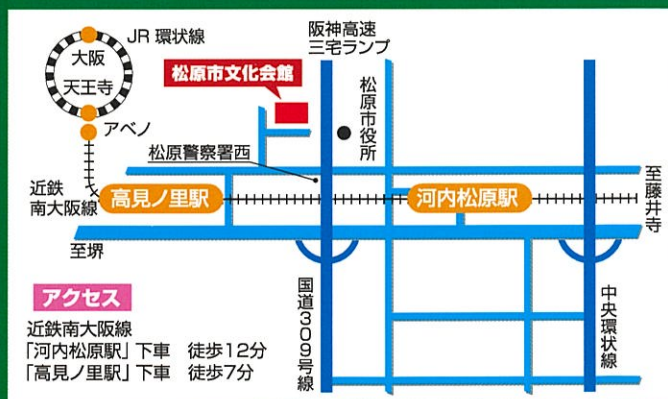 JR環状線
大阪
天王寺
アベノ
松原市文化会館
阪神高速
三宅ランプ
松原市役所
松原警察署西
近鉄
南大阪線
高見ノ里駅
河内松原駅
至藤井寺
至堺
国道309号線
中央環状線
アクセス
近鉄南大阪線
「河内松原駅」下車 徒歩12分
「高見ノ里駅」下車 徒歩7分